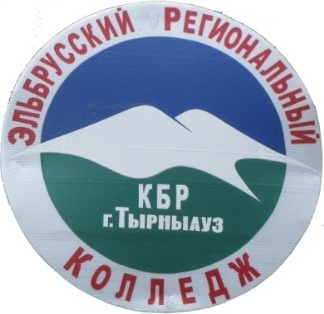 ЭЛЬБРУССКИЙ РЕГИОНАЛЬНЫЙ
КБР
г.Тырныауз
КОЛЛЕДЖ